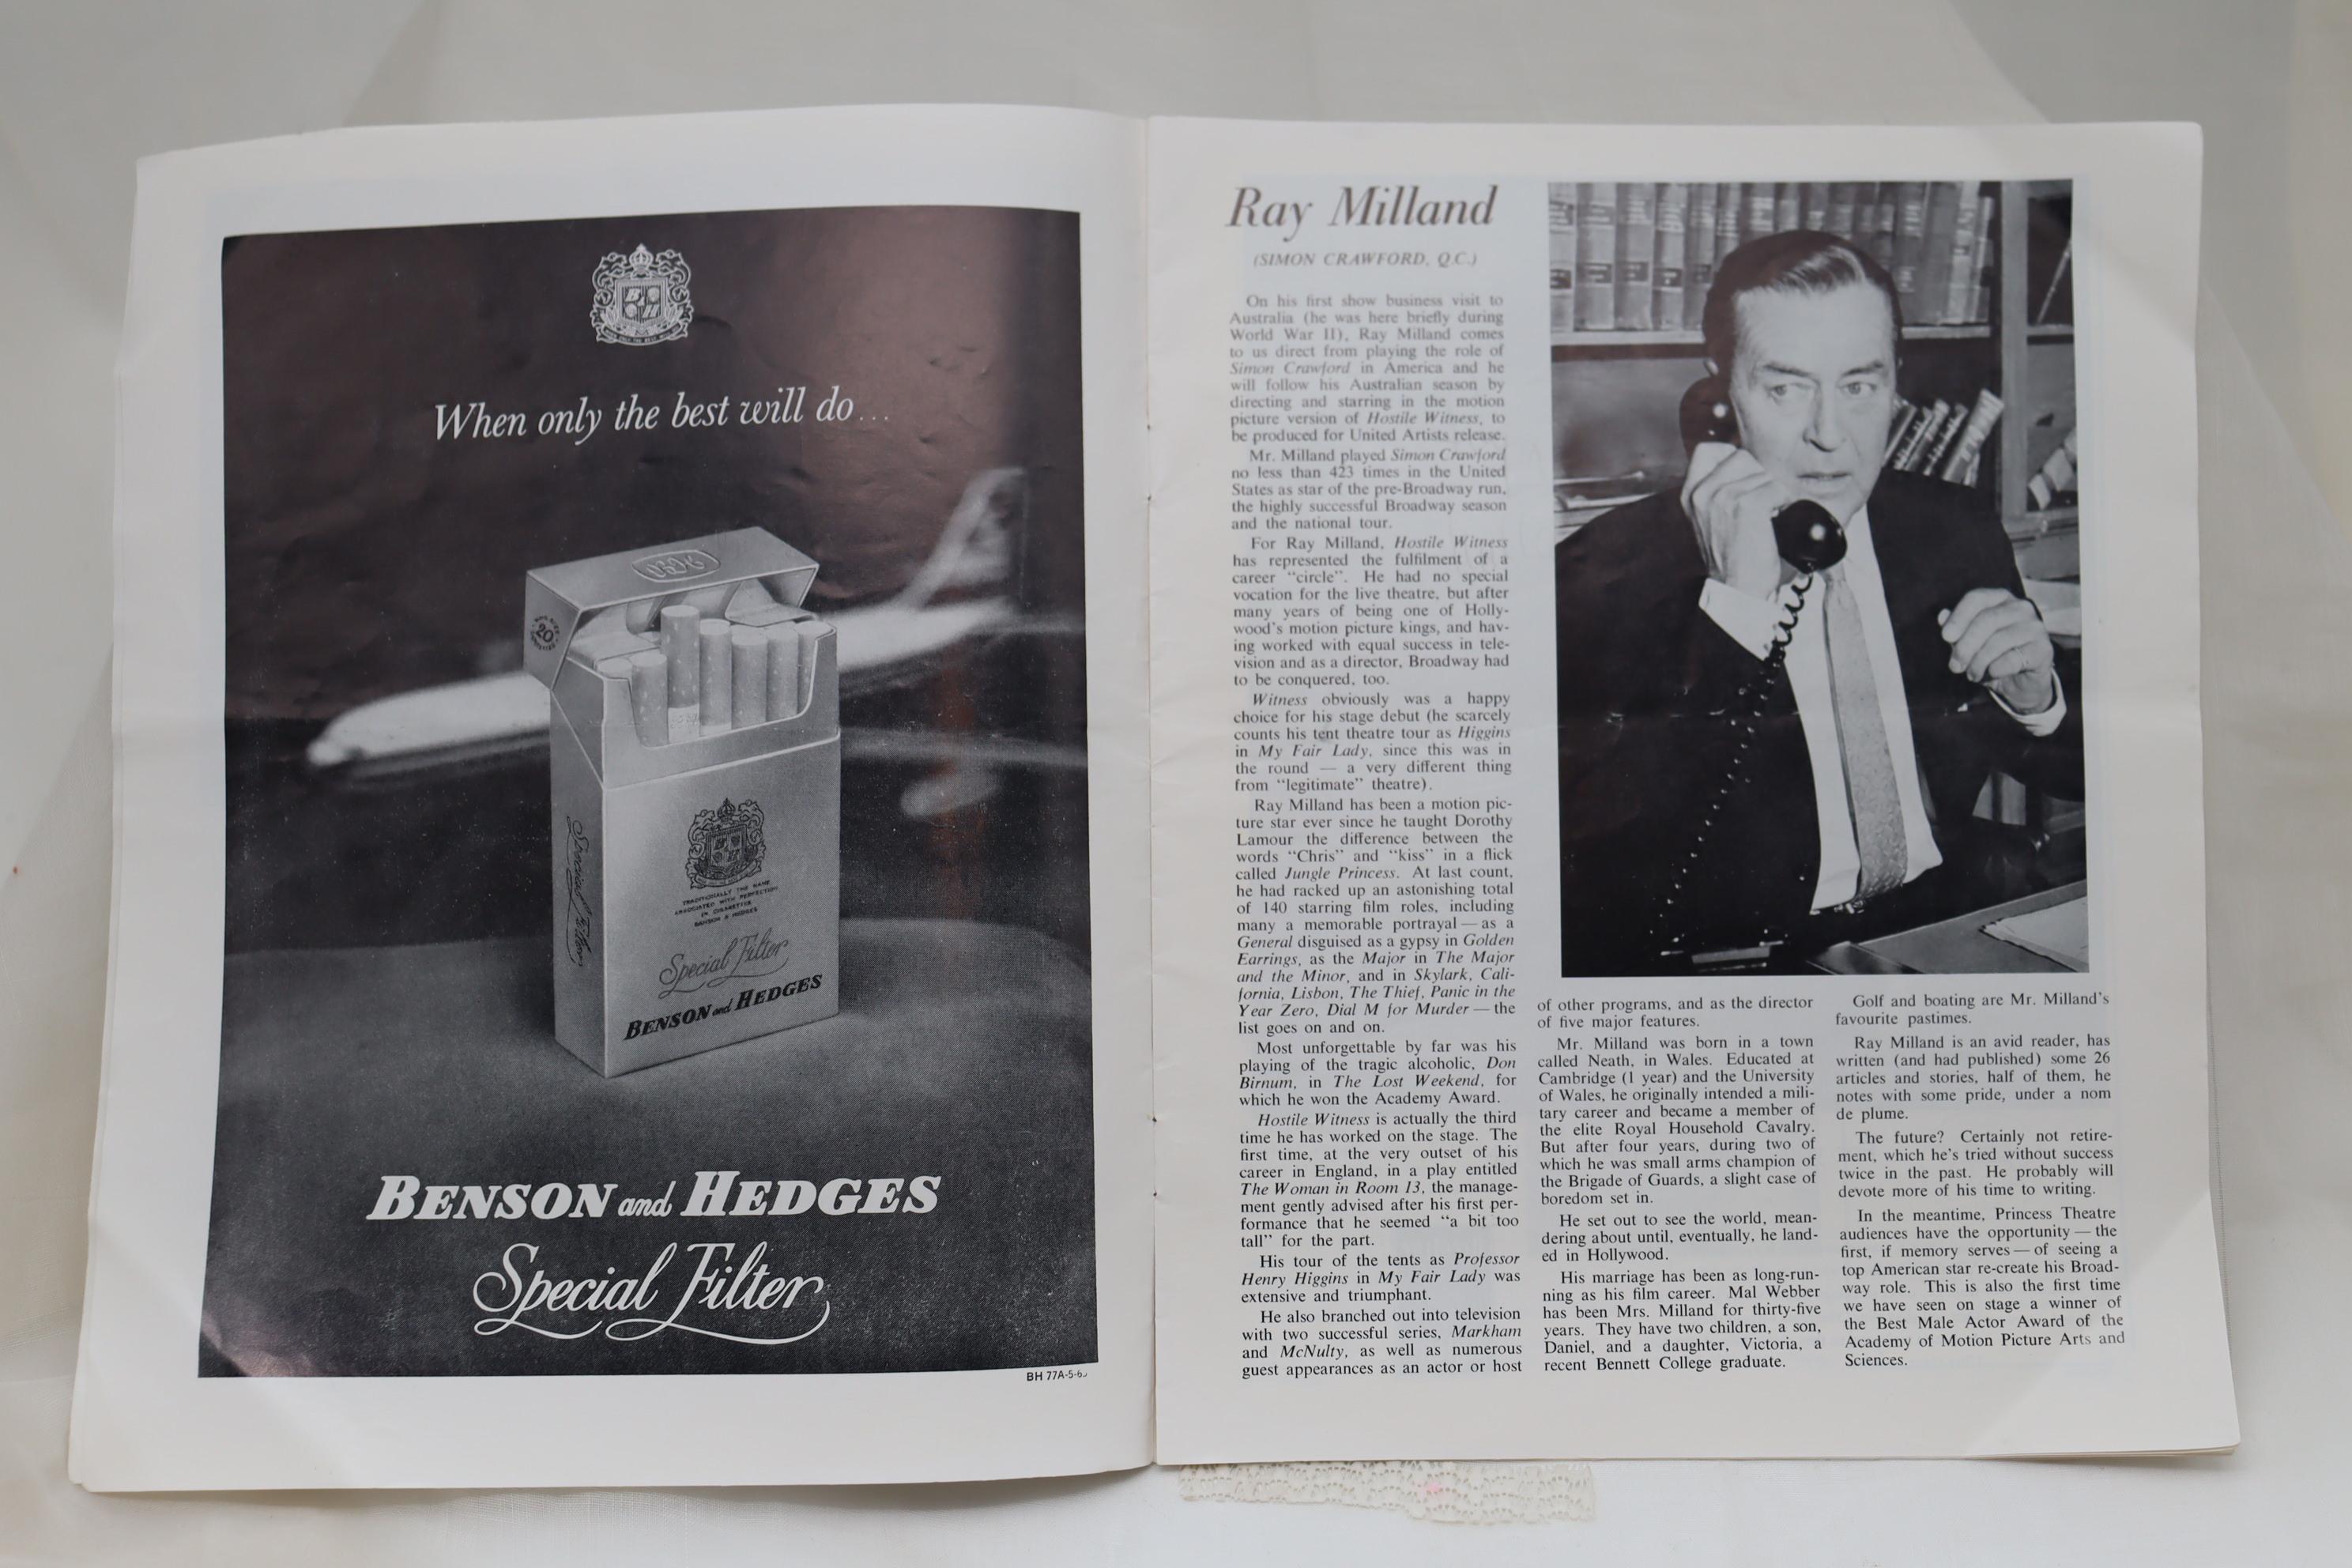 When only the best will do...
20
TRADITIONALLY THE NAME
ASSOCIATED WITH PERFECTION
IN CIGARETTES
BENSON & HEDGES
Special Filter
Special Filter
BENSON and HEDGES
BENSON and HEDGES
Special Filter
BH 77A-5-6
Ray Milland
(SIMON CRAWFORD, Q.C.)
On his first show business visit to
Australia (he was here briefly during
World War II), Ray Milland comes
to us direct from playing the role of
Simon Crawford in America and he
will follow his Australian season by
directing and starring in the motion
picture version of Hostile Witness, to
be produced for United Artists release.
Mr. Milland played Simon Crawford
no less than 423 times in the United
States as star of the pre-Broadway run,
the highly successful Broadway season
and the national tour.
For Ray Milland, Hostile Witness
has represented the fulfilment of a
career "circle". He had no special
vocation for the live theatre, but after
many years of being one of Holly-
wood's motion picture kings, and hav-
ing worked with equal success in tele-
vision and as a director, Broadway had
to be conquered, too.
Witness obviously was a happy
choice for his stage debut (he scarcely
counts his tent theatre tour as Higgins
in My Fair Lady, since this was in
the round — a very different thing
from "legitimate" theatre).
Ray Milland has been a motion pic-
ture star ever since he taught Dorothy
Lamour the difference between the
words "Chris" and "kiss" in a flick
called Jungle Princess. At last count,
he had racked up an astonishing total
of 140 starring film roles, including
many a memorable portrayal — as a
General disguised as a gypsy in Golden
Earrings, as the Major in The Major
and the Minor, and in Skylark, Cali-
fornia, Lisbon, The Thief, Panic in the
Year Zero, Dial M for Murder — the
list goes on and on.
Most unforgettable by far was his
playing of the tragic alcoholic, Don
Birnum, in The Lost Weekend, for
which he won the Academy Award.
Hostile Witness is actually the third
time he has worked on the stage. The
first time, at the very outset of his
career in England, in a play entitled
The Woman in Room 13, the manage-
ment gently advised after his first per-
formance that he seemed "a bit too
tall" for the part.
His tour of the tents as Professor
Henry Higgins in My Fair Lady was
extensive and triumphant.
He also branched out into television
with two successful series, Markham
and McNulty, as well as numerous
guest appearances as an actor or host
of other programs, and as the director
of five major features.
Mr. Milland was born in a town
called Neath, in Wales. Educated at
Cambridge (1 year) and the University
of Wales, he originally intended a mili-
tary career and became a member of
the elite Royal Household Cavalry.
But after four years, during two of
which he was small arms champion of
the Brigade of Guards, a slight case of
boredom set in.
He set out to see the world, mean-
dering about until, eventually, he land-
ed in Hollywood.
His marriage has been as long-run-
ning as his film career. Mal Webber
has been Mrs. Milland for thirty-five
years. They have two children, a son,
Daniel, and a daughter, Victoria, a
recent Bennett College graduate.
Golf and boating are Mr. Milland's
favourite pastimes.
Ray Milland is an avid reader, has
written (and had published) some 26
articles and stories, half of them, he
notes with some pride, under a nom
de plume.
The future? Certainly not retire-
ment, which he's tried without success
twice in the past. He probably will
devote more of his time to writing.
In the meantime, Princess Theatre
audiences have the opportunity — the
first, if memory serves — of seeing a
top American star re-create his Broad-
way role. This is also the first time
we have seen on stage a winner of
the Best Male Actor Award of the
Academy of Motion Picture Arts and
Sciences.